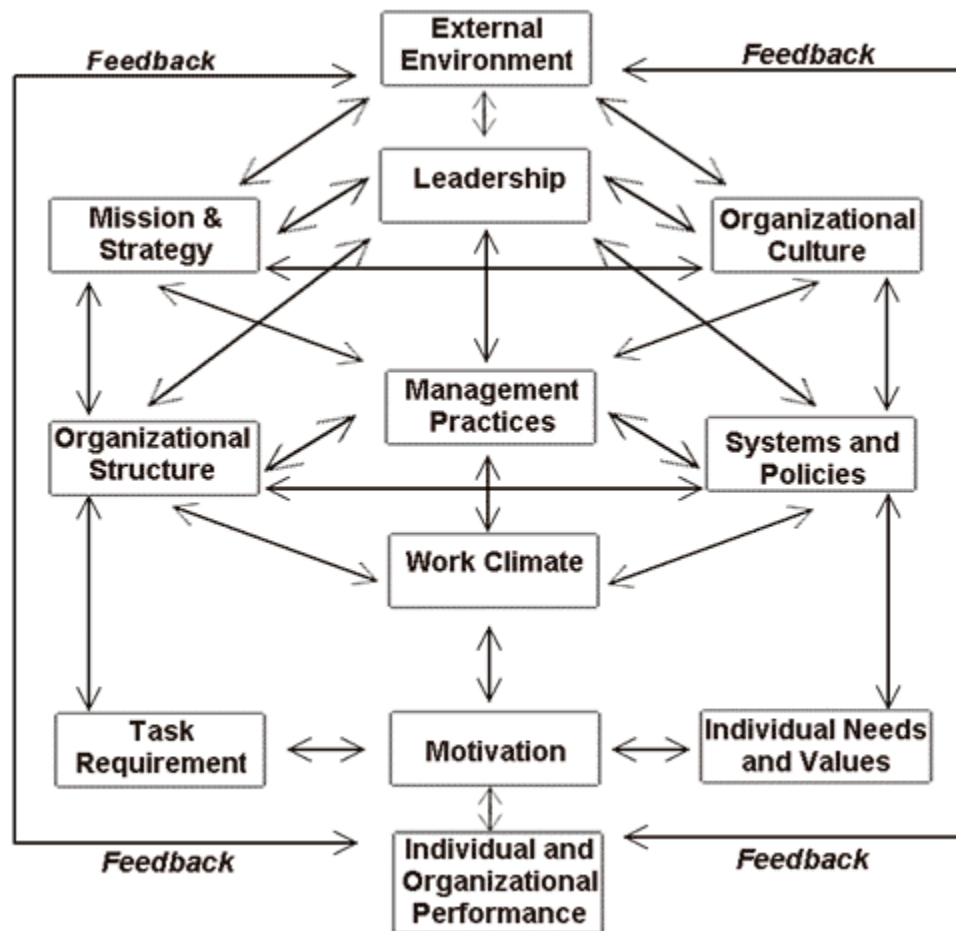 External
Environment
Feedback
Feedback
Leadership
Mission &
Strategy
Organizational
Culture
Management
Practices
Organizational
Structure
Systems and
Policies
Work Climate
Task
Requirement
Motivation
Individual Needs
and Values
Feedback
Individual and
Organizational
Performance
Feedback